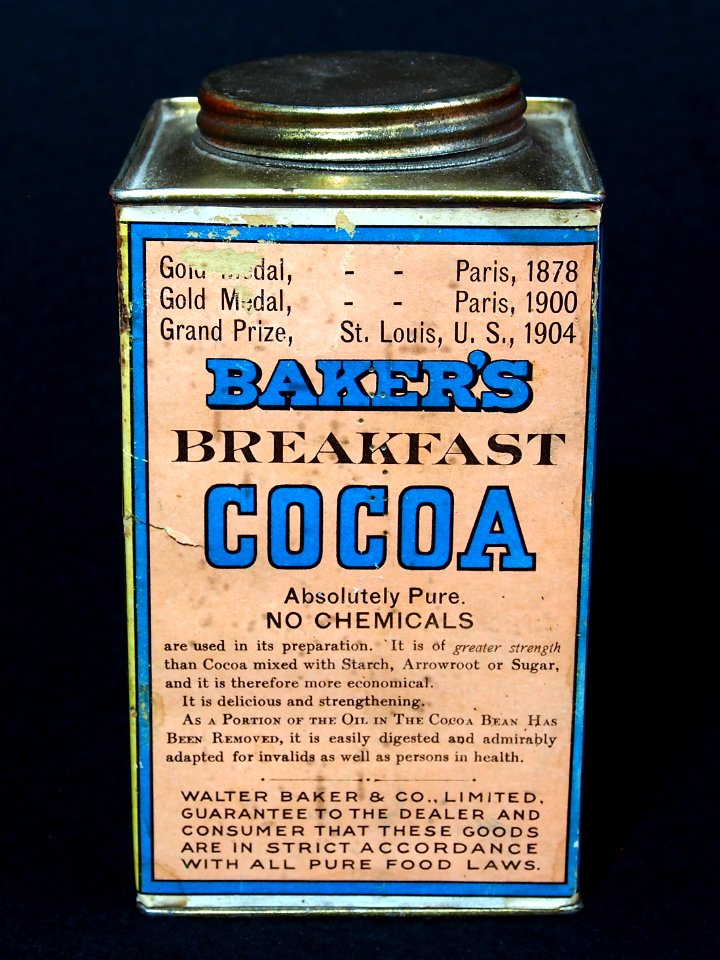 Gold Medal, - - Paris, 1878
Gold Medal, - - Paris, 1900
Grand Prize, St. Louis, U. S., 1904
BAKER'S
BREAKFAST
COCOA
Absolutely Pure.
NO CHEMICALS
are used in its preparation. It is of greater strength
than Cocoa mixed with Starch, Arrowroot or Sugar,
and it is therefore more economical.
It is delicious and strengthening.
As a Portion of the Oil in The Cocoa Bean Has
Been Removed, it is easily digested and admirably
adapted for invalids as well as persons in health.
WALTER BAKER & CO., LIMITED,
GUARANTEE TO THE DEALER AND
CONSUMER THAT THESE GOODS
ARE IN STRICT ACCORDANCE
WITH ALL PURE FOOD LAWS.